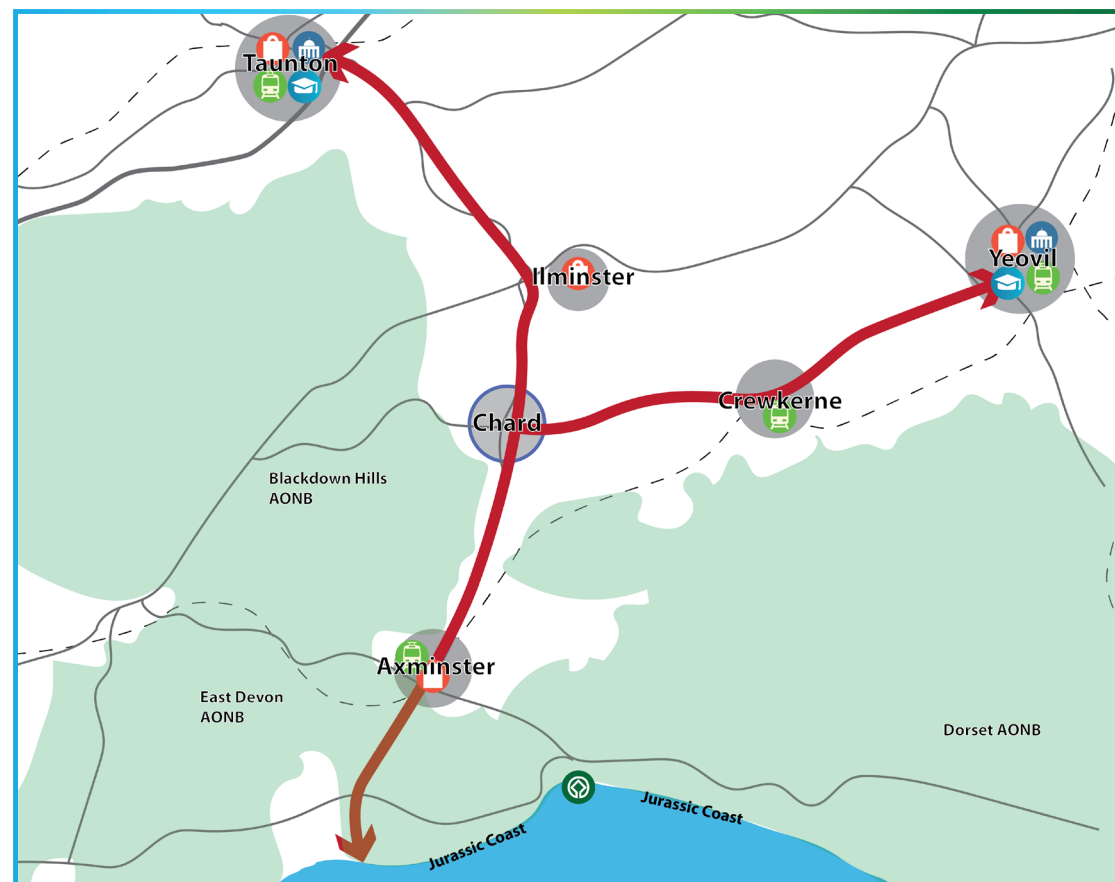 Taunton
Yeovil
Ilminster
Crewkerne
Chard
Blackdown Hills
AONB
Axminster
East Devon
AONB
Dorset AONB
Jurassic Coast
Jurassic Coast